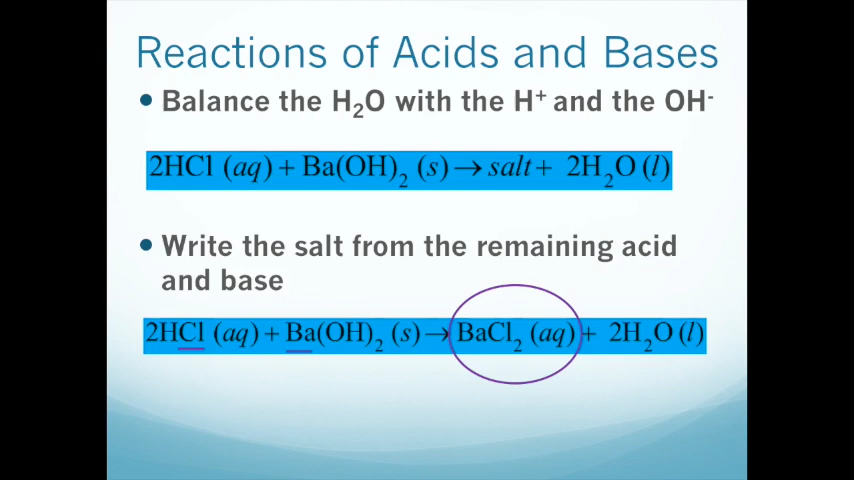 Reactions of Acids and Bases
• Balance the H₂O with the H⁺ and the OH⁻
2HCl (aq) + Ba(OH)₂ (s) → salt + 2H₂O (l)
• Write the salt from the remaining acid
and base
2HCl (aq) + Ba(OH)₂ (s) → BaCl₂ (aq) + 2H₂O (l)